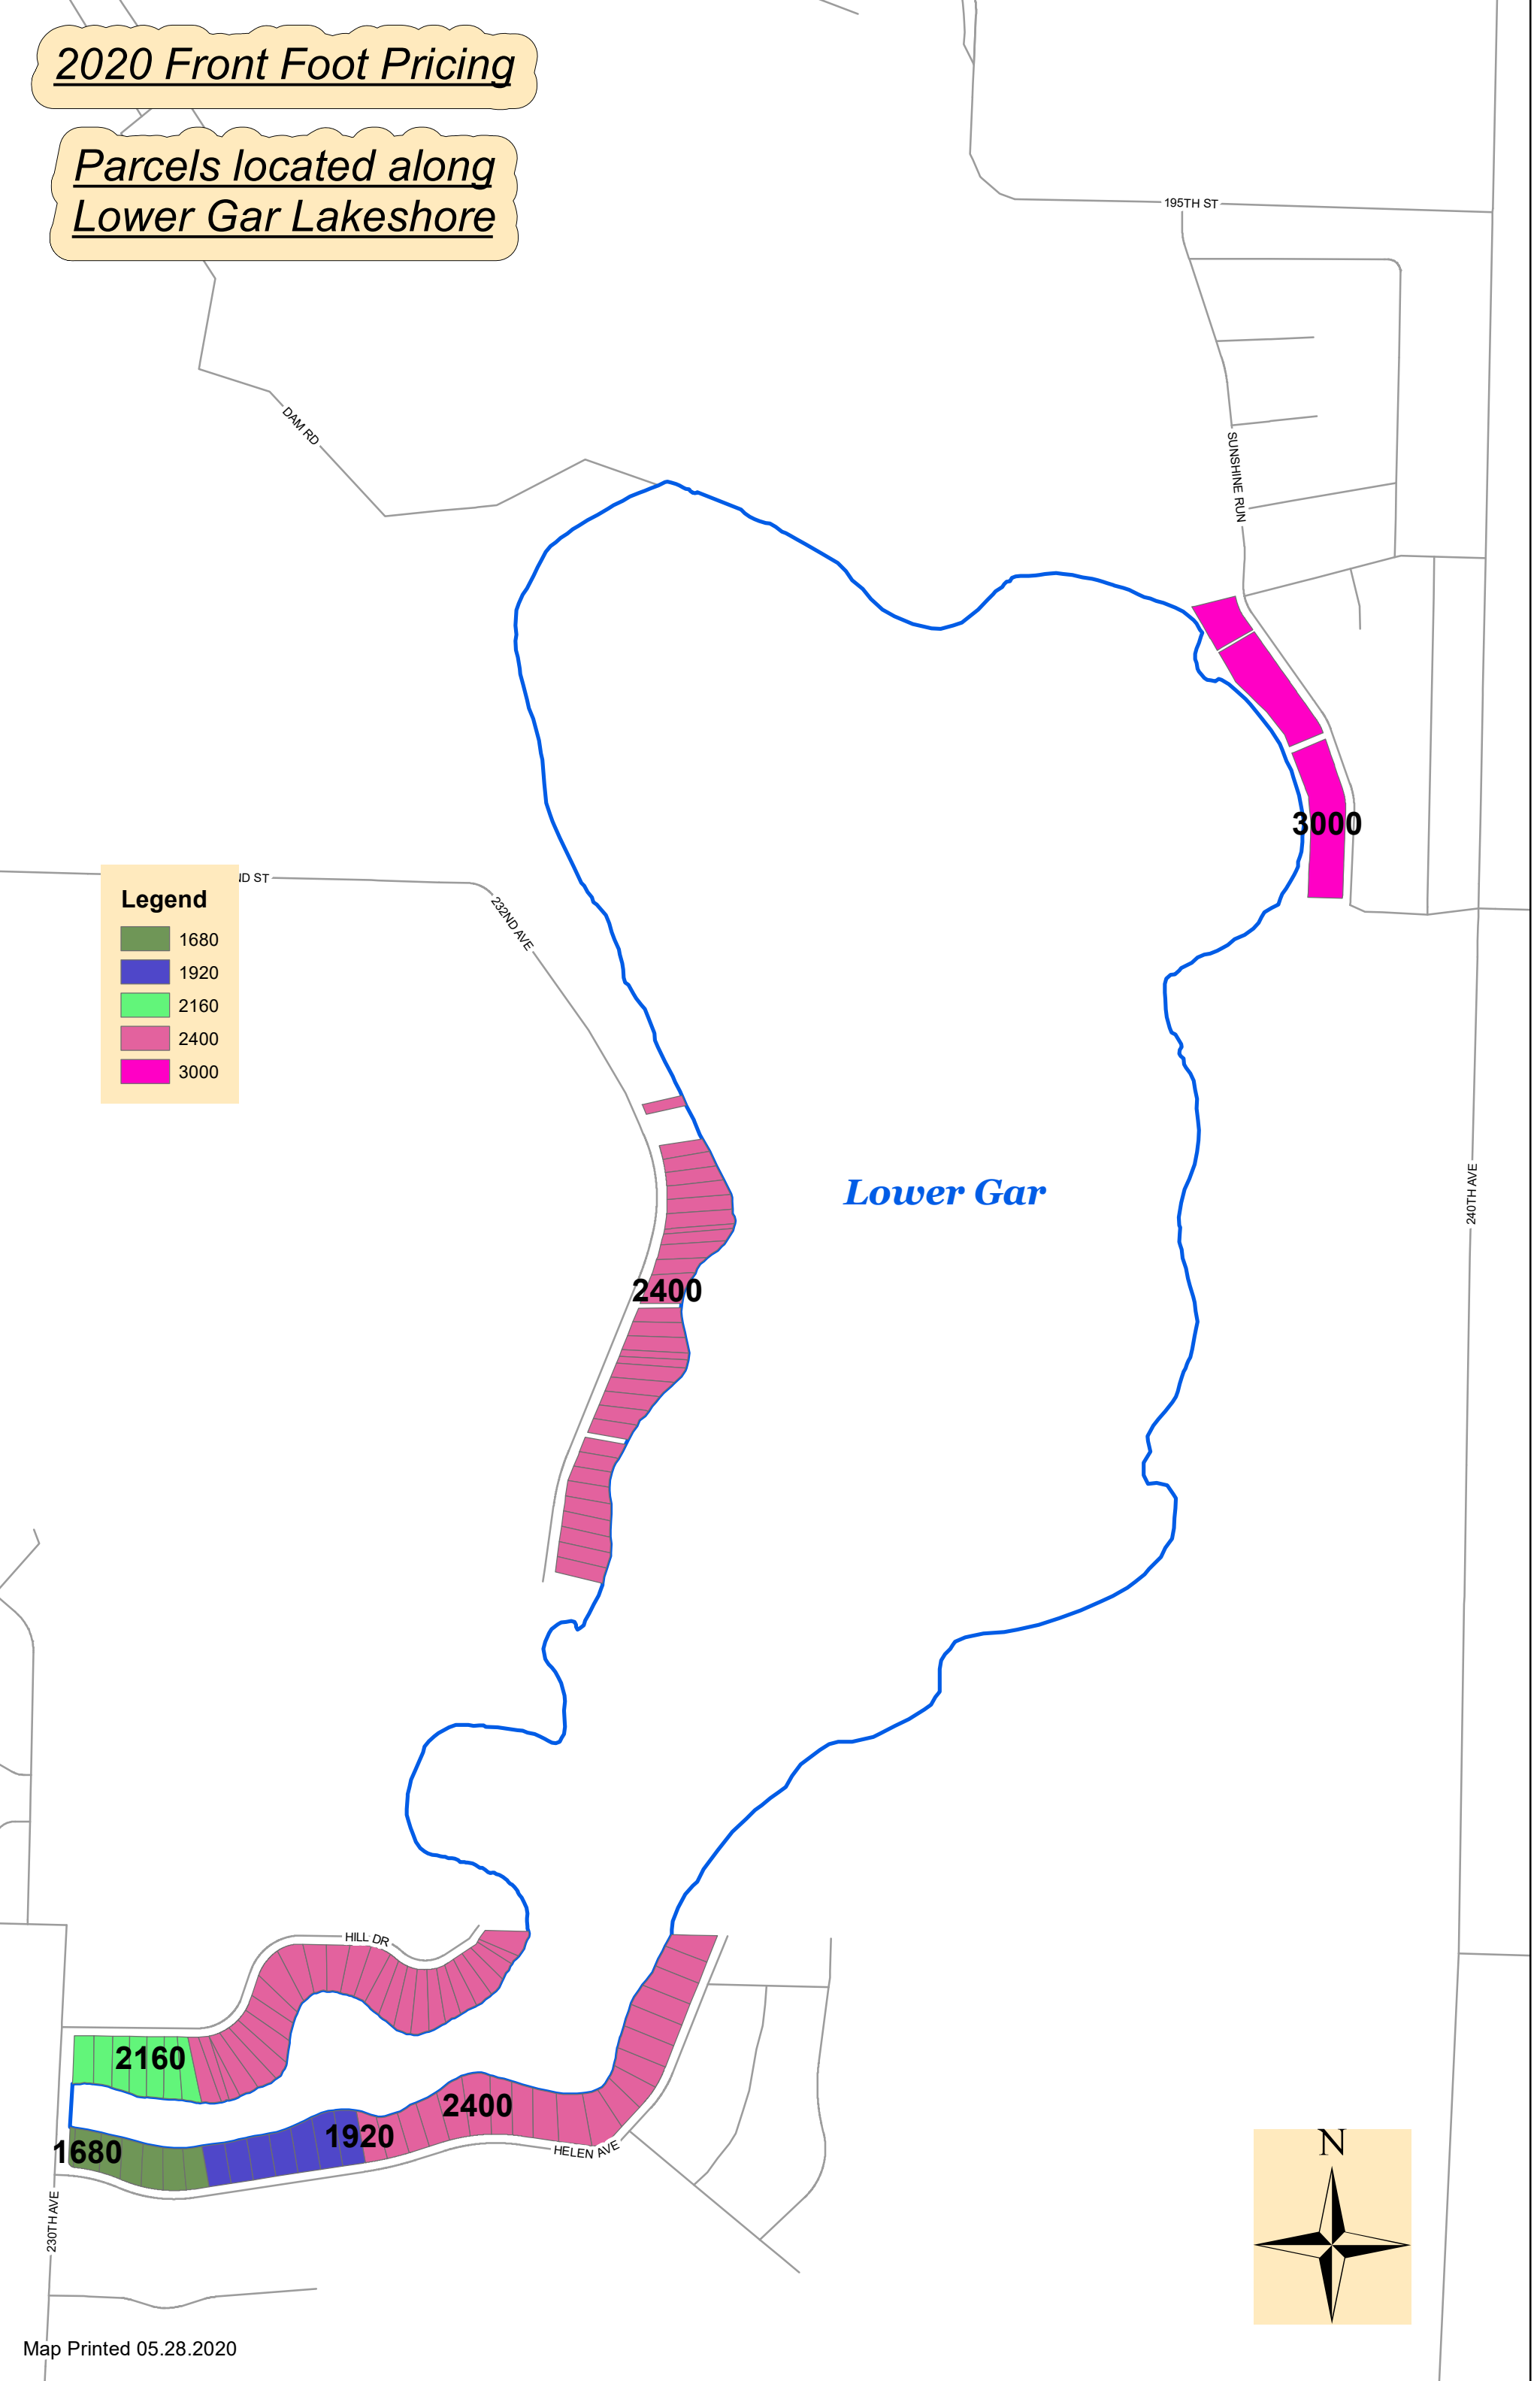 2020 Front Foot Pricing
Parcels located along
Lower Gar Lakeshore
195TH ST
DAM RD
SUNSHINE RUN
3000
ND ST
232ND AVE
Legend
1680
1920
2160
2400
3000
Lower Gar
240TH AVE
2400
HILL DR
2160
2400
1920
1680
HELEN AVE
230TH AVE
N
Map Printed 05.28.2020